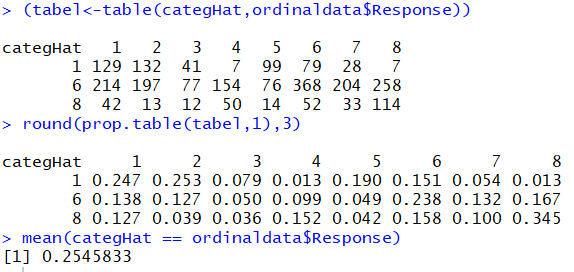 > (tabel<-table(categHat,ordinaldata$Response))
categHat 1 2 3 4 5 6 7 8
1 129 132 41 7 99 79 28 7
6 214 197 77 154 76 368 204 258
8 42 13 12 50 14 52 33 114
> round(prop.table(tabel,1),3)
categHat 1 2 3 4 5 6 7 8
1 0.247 0.253 0.079 0.013 0.190 0.151 0.054 0.013
6 0.138 0.127 0.050 0.099 0.049 0.238 0.132 0.167
8 0.127 0.039 0.036 0.152 0.042 0.158 0.100 0.345
> mean(categHat == ordinaldata$Response)
[1] 0.2545833